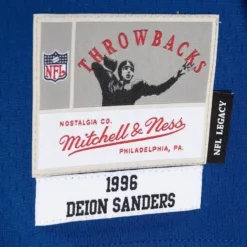 NFL
THROWBACKS
NOSTALGIA CO.
Mitchell & Ness
PHILADELPHIA, PA.
NFL LEGACY
1996
DEION SANDERS